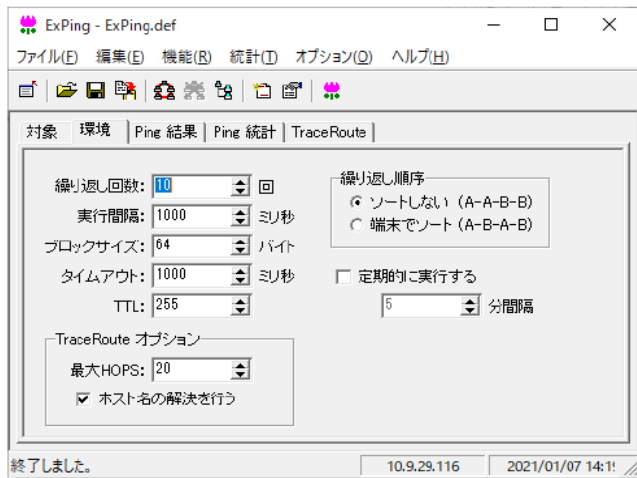 ExPing - ExPing.def
ファイル(F) 編集(E) 機能(R) 統計(T) オプション(O) ヘルプ(H)
対象 環境 Ping 結果 Ping 統計 TraceRoute
繰り返し回数: 10 回
実行間隔: 1000 ミリ秒
ブロックサイズ: 64 バイト
タイムアウト: 1000 ミリ秒
TTL: 255
繰り返し順序
ソートしない (A-A-B-B)
端末でソート (A-B-A-B)
定期的に実行する
5 分間隔
TraceRoute オプション
最大HOPS: 20
ホスト名の解決を行う
終了しました。 10.9.29.116 2021/01/07 14:1